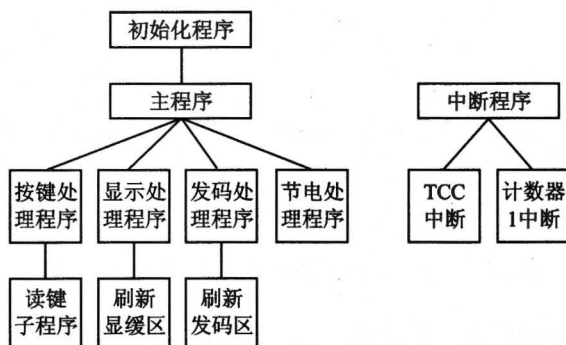 初始化程序
主程序
中断程序
按键处
理程序
显示处
理程序
发码处
理程序
节电处
理程序
TCC
中断
计数器
1中断
读键
子程序
刷新
显缓区
刷新
发码区